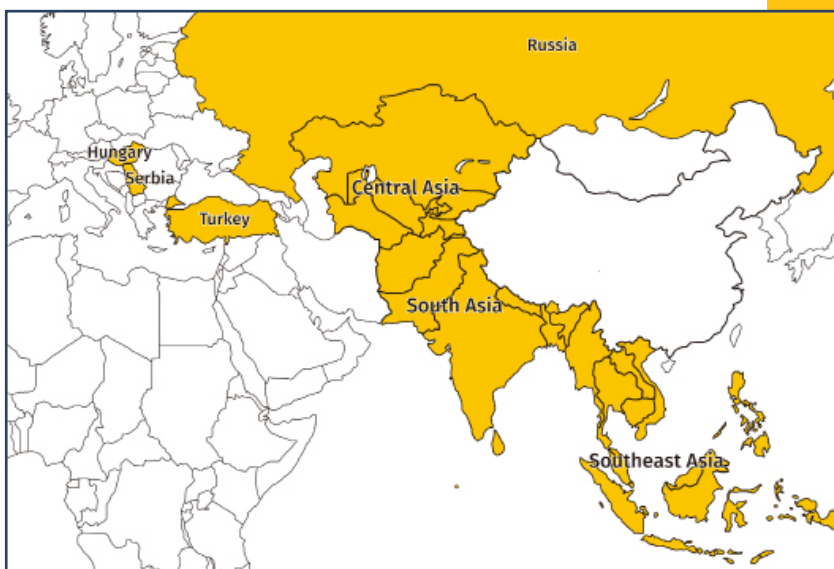 Russia
Hungary
Serbia
Central Asia
Turkey
South Asia
Southeast Asia